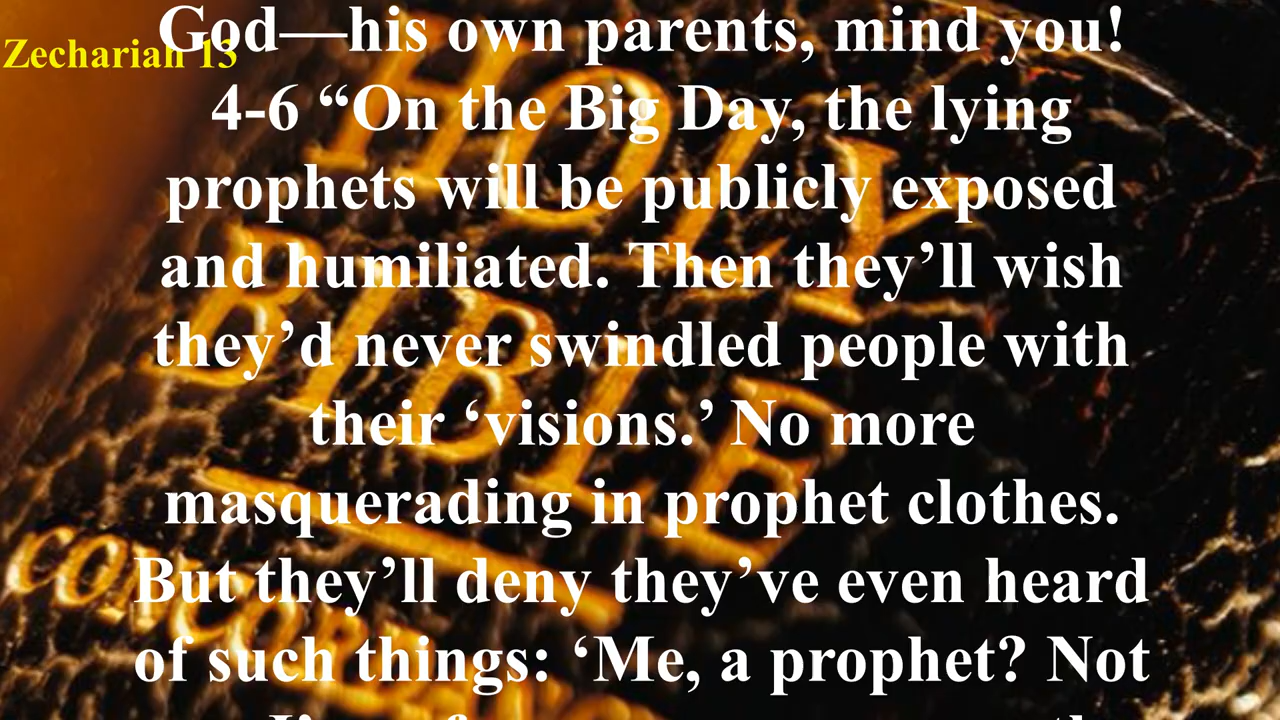 Zechariah 13
God—his own parents, mind you!
4-6 “On the Big Day, the lying
prophets will be publicly exposed
and humiliated. Then they’ll wish
they’d never swindled people with
their ‘visions.’ No more
masquerading in prophet clothes.
But they’ll deny they’ve even heard
of such things: ‘Me, a prophet? Not
HOLY
BIBLE